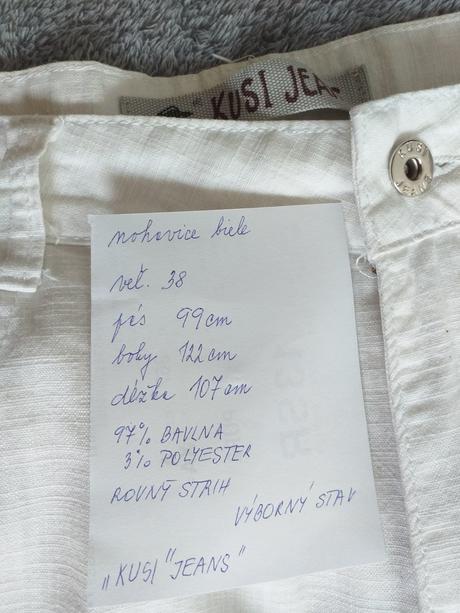 "KUSI JEA
KUSI
JEANS
nohavice biele
veľ. 38
pás 99cm
boky 122cm
dĺžka 107cm
97% BAVLNA
3% POLYESTER
ROVNÝ STRIH
VÝBORNÝ STAV
„KUSI "JEANS"